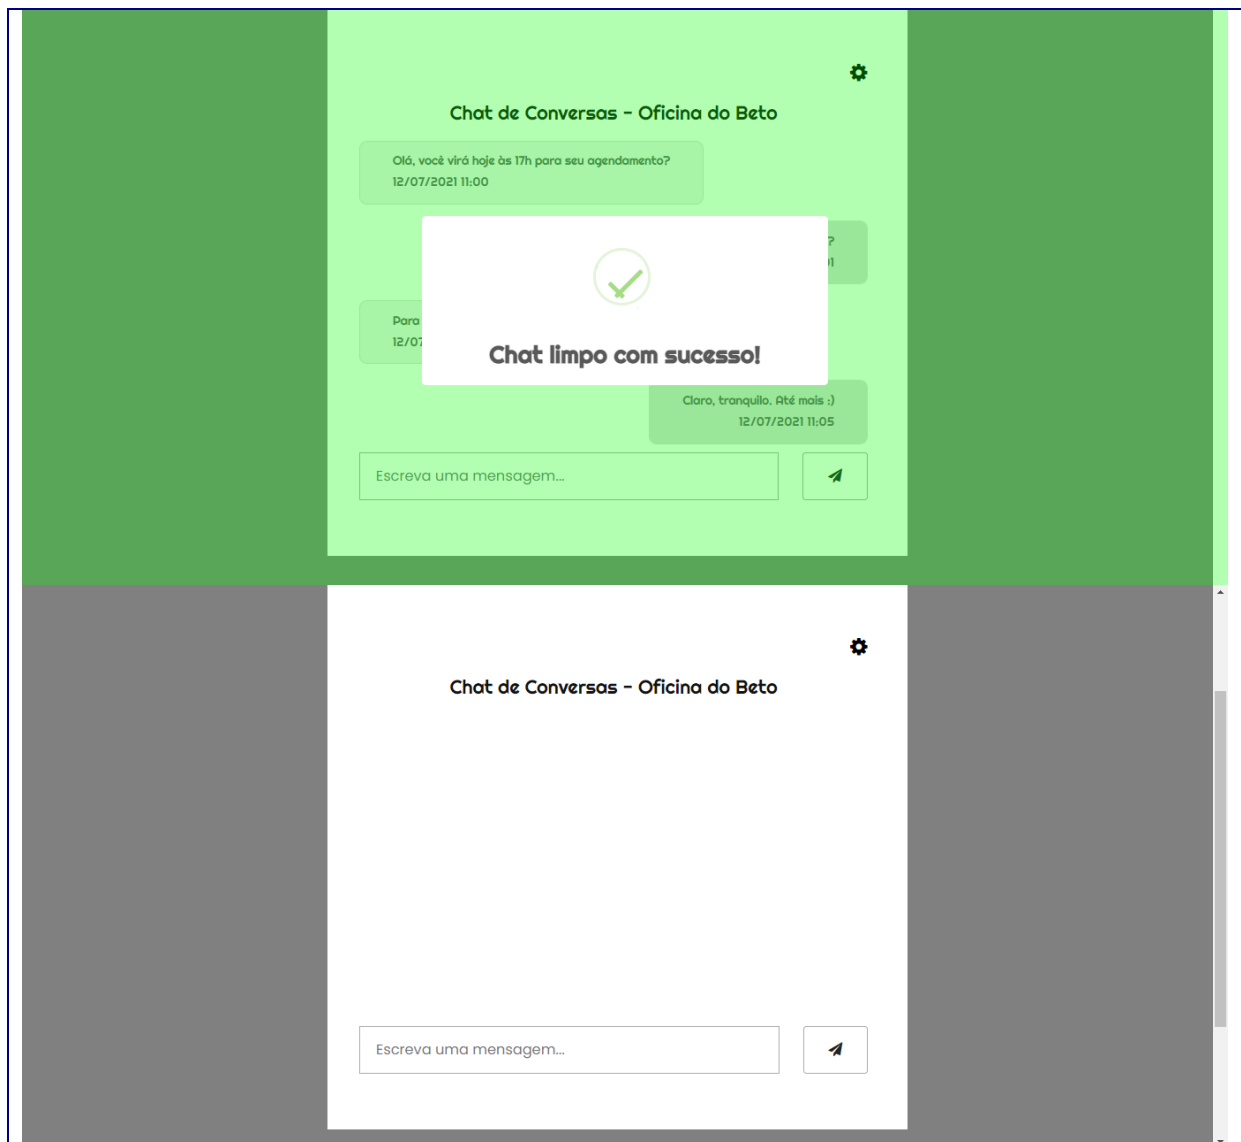 Chat de Conversas - Oficina do Beto
Olá, você virá hoje às 17h para seu agendamento?
12/07/2021 11:00
?
Para
12/07
Chat limpo com sucesso!
Claro, tranquilo. Até mais :)
12/07/2021 11:05
Escreva uma mensagem...
Chat de Conversas - Oficina do Beto
Escreva uma mensagem...